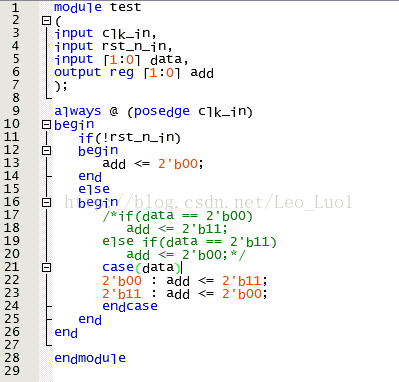 1 module test
2 (
3 input clk_in,
4 input rst_n_in,
5 input [1:0] data,
6 output reg [1:0] add
7 );
8
9 always @ (posedge clk_in)
10 begin
11 if(!rst_n_in)
12 begin
13 add <= 2'b00;
14 end
15 else
16 begin
http://blog.csdn.net/Leo_Luo1
17 /*if(data == 2'b00)
18 add <= 2'b11;
19 else if(data == 2'b11)
20 add <= 2'b00;*/
21 case(data)
22 2'b00 : add <= 2'b11;
23 2'b11 : add <= 2'b00;
24 endcase
25 end
26 end
27
28 endmodule